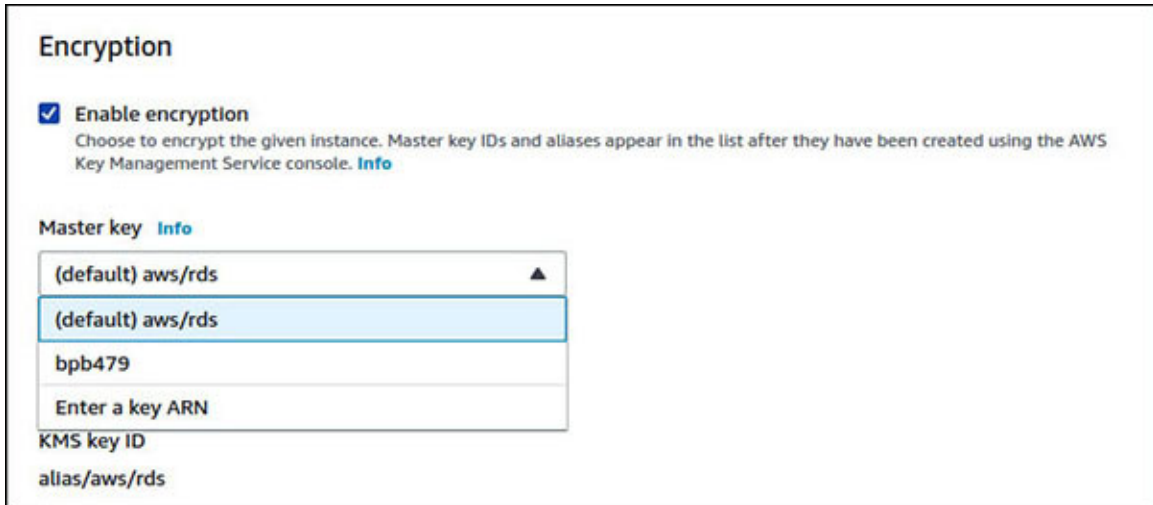 Encryption
Enable encryption
Choose to encrypt the given instance. Master key IDs and aliases appear in the list after they have been created using the AWS
Key Management Service console. Info
Master key Info
(default) aws/rds
(default) aws/rds
bpb479
Enter a key ARN
KMS key ID
alias/aws/rds